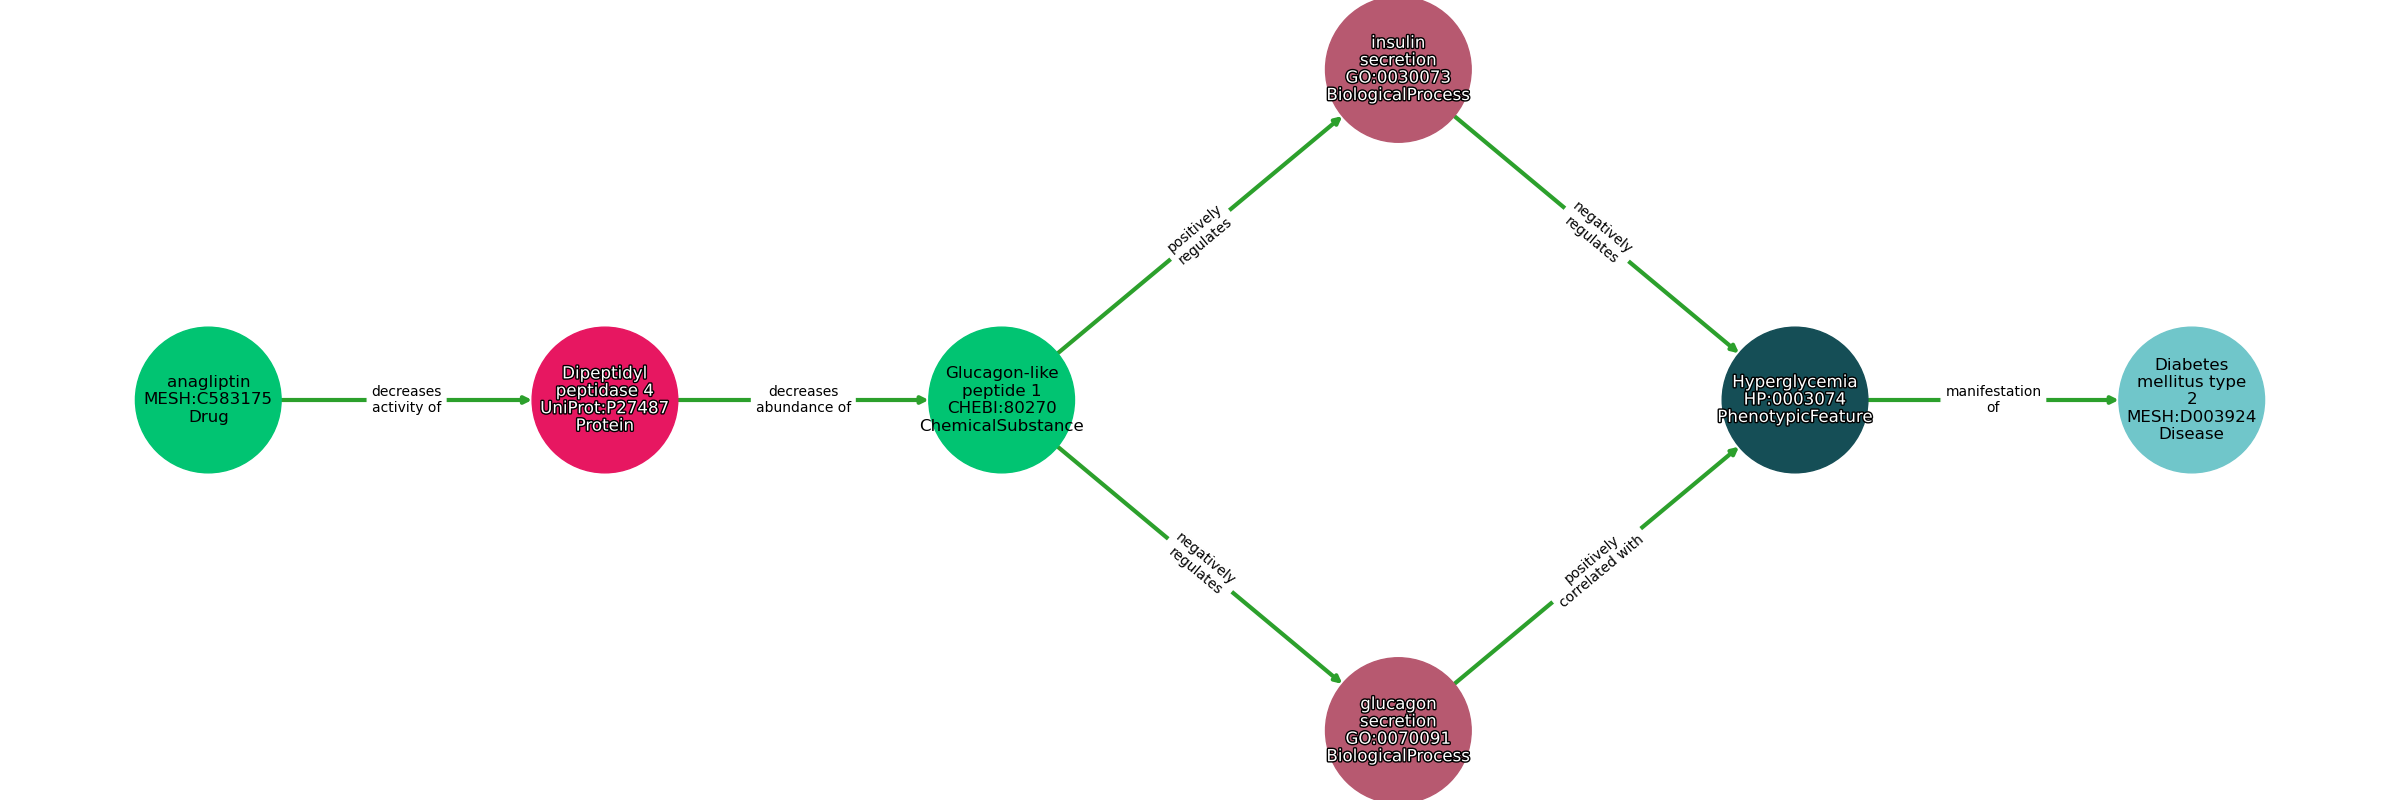 insulin
secretion
GO:0030073
BiologicalProcess
positively
regulates
negatively
regulates
anagliptin
MESH:C583175
Drug
decreases
activity of
Dipeptidyl
peptidase 4
UniProt:P27487
Protein
decreases
abundance of
Glucagon-like
peptide 1
CHEBI:80270
ChemicalSubstance
Hyperglycemia
HP:0003074
PhenotypicFeature
manifestation
of
Diabetes
mellitus type
2
MESH:D003924
Disease
negatively
regulates
positively
correlated with
glucagon
secretion
GO:0070091
BiologicalProcess